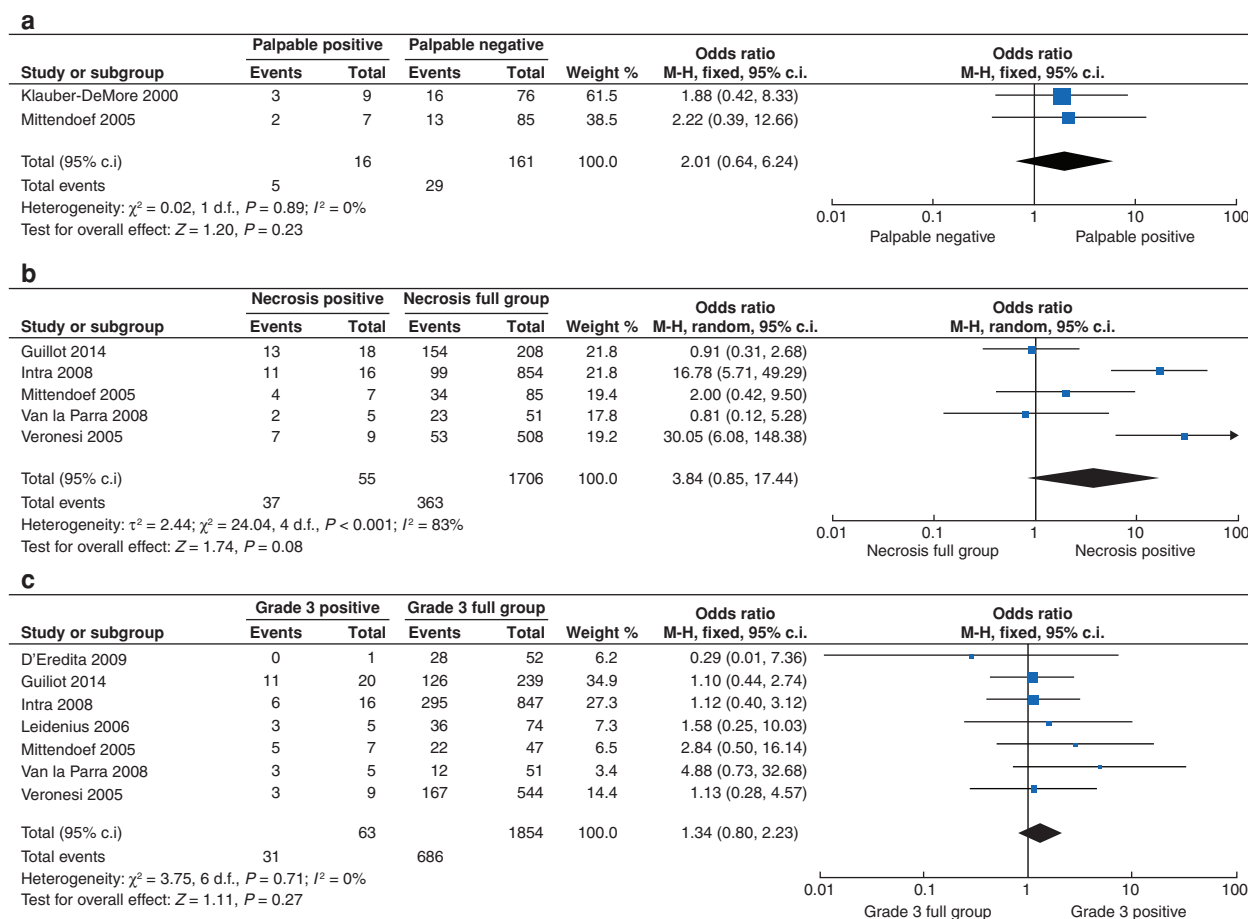 a
Palpable positive Palpable negative Odds ratio Odds ratio
Study or subgroup Events Total Events Total Weight % M-H, fixed, 95% c.i. M-H, fixed, 95% c.i.
Klauber-DeMore 2000 3 9 16 76 61.5 1.88 (0.42, 8.33)
Mittendoef 2005 2 7 13 85 38.5 2.22 (0.39, 12.66)
Total (95% c.i) 16 161 100.0 2.01 (0.64, 6.24)
Total events 5 29
Heterogeneity: χ² = 0.02, 1 d.f., P = 0.89; I² = 0%
Test for overall effect: Z = 1.20, P = 0.23
0.01 0.1 1 10 100
Palpable negative Palpable positive
b
Necrosis positive Necrosis full group Odds ratio Odds ratio
Study or subgroup Events Total Events Total Weight % M-H, random, 95% c.i. M-H, random, 95% c.i.
Guillot 2014 13 18 154 208 21.8 0.91 (0.31, 2.68)
Intra 2008 11 16 99 854 21.8 16.78 (5.71, 49.29)
Mittendoef 2005 4 7 34 85 19.4 2.00 (0.42, 9.50)
Van la Parra 2008 2 5 23 51 17.8 0.81 (0.12, 5.28)
Veronesi 2005 7 9 53 508 19.2 30.05 (6.08, 148.38)
Total (95% c.i) 55 1706 100.0 3.84 (0.85, 17.44)
Total events 37 363
Heterogeneity: τ² = 2.44; χ² = 24.04, 4 d.f., P < 0.001; I² = 83%
Test for overall effect: Z = 1.74, P = 0.08
0.01 0.1 1 10 100
Necrosis full group Necrosis positive
c
Grade 3 positive Grade 3 full group Odds ratio Odds ratio
Study or subgroup Events Total Events Total Weight % M-H, fixed, 95% c.i. M-H, fixed, 95% c.i.
D'Eredita 2009 0 1 28 52 6.2 0.29 (0.01, 7.36)
Guiliot 2014 11 20 126 239 34.9 1.10 (0.44, 2.74)
Intra 2008 6 16 295 847 27.3 1.12 (0.40, 3.12)
Leidenius 2006 3 5 36 74 7.3 1.58 (0.25, 10.03)
Mittendoef 2005 5 7 22 47 6.5 2.84 (0.50, 16.14)
Van la Parra 2008 3 5 12 51 3.4 4.88 (0.73, 32.68)
Veronesi 2005 3 9 167 544 14.4 1.13 (0.28, 4.57)
Total (95% c.i) 63 1854 100.0 1.34 (0.80, 2.23)
Total events 31 686
Heterogeneity: χ² = 3.75, 6 d.f., P = 0.71; I² = 0%
Test for overall effect: Z = 1.11, P = 0.27
0.01 0.1 1 10 100
Grade 3 full group Grade 3 positive